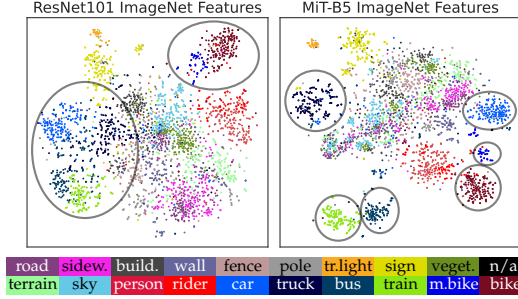 ResNet101 ImageNet Features
MiT-B5 ImageNet Features
road sidew. build. wall fence pole tr.light sign veget. n/a
terrain sky person rider car truck bus train m.bike bike